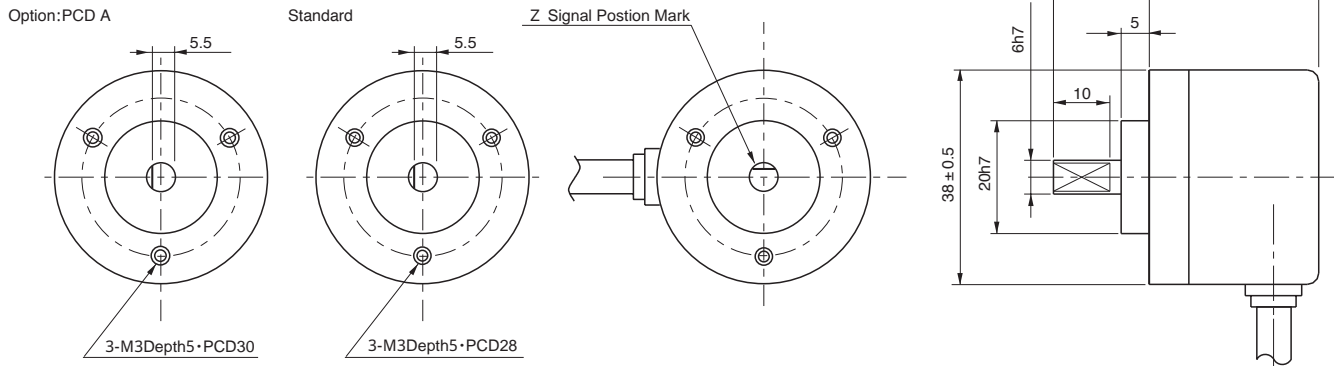 Option:PCD A
Standard
Z Signal Postion Mark
5.5
5.5
5
6h7
10
38 ± 0.5
20h7
3-M3Depth5･PCD30
3-M3Depth5･PCD28